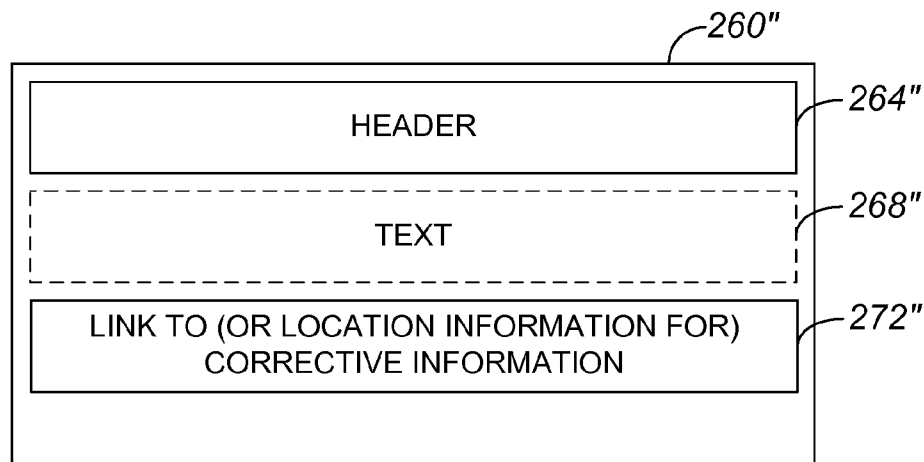 260"
HEADER
264"
TEXT
268"
LINK TO (OR LOCATION INFORMATION FOR)
CORRECTIVE INFORMATION
272"